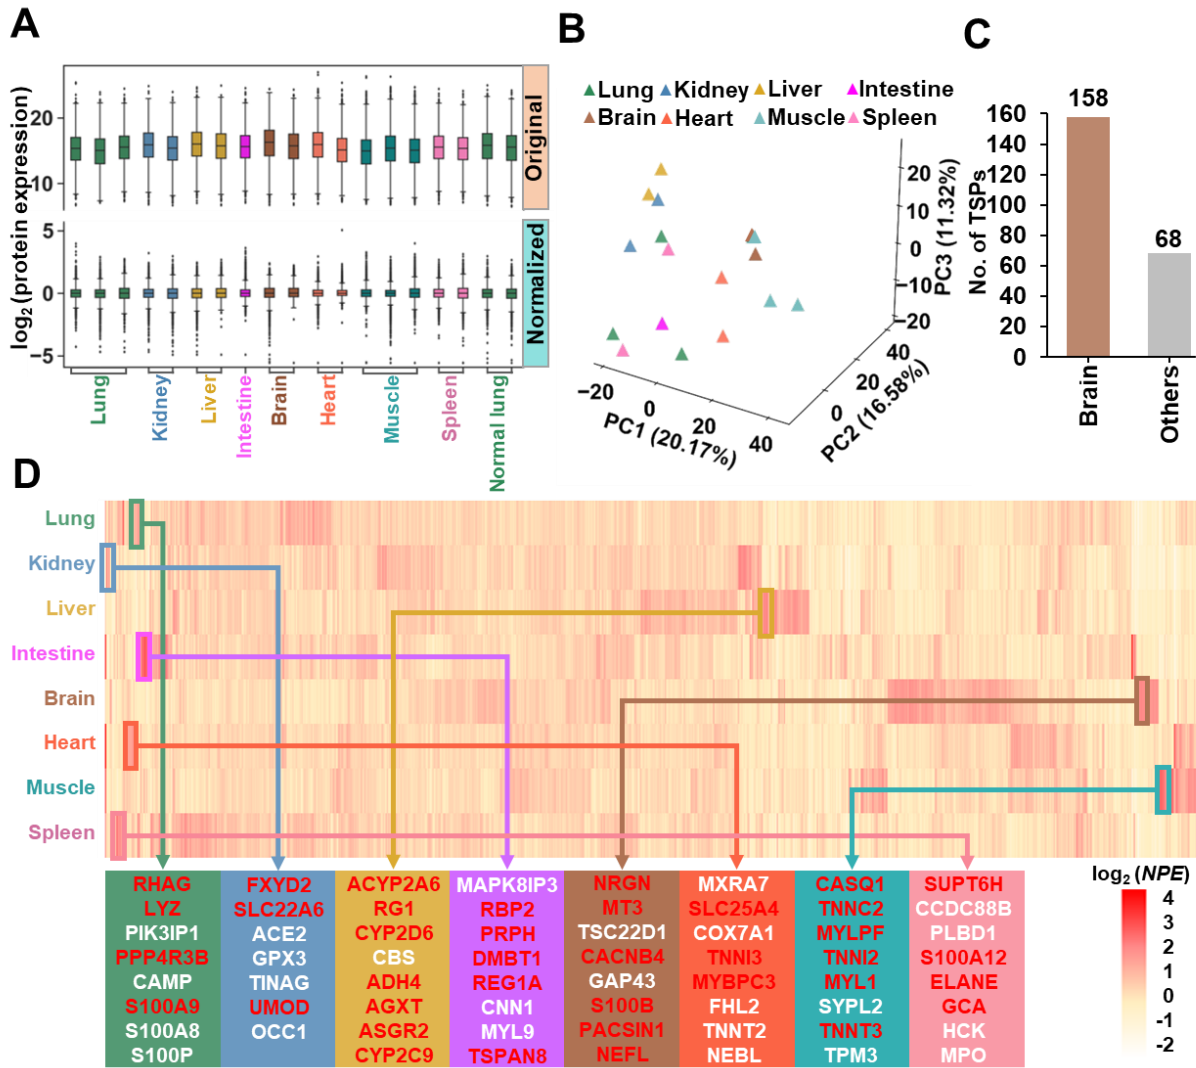 A
log2 (protein expression)
20
10
Original
5
0
−5
Normalized
Lung
Kidney
Liver
Intestine
Brain
Heart
Muscle
Spleen
Normal lung
B
Lung Kidney Liver Intestine
Brain Heart Muscle Spleen
20
10
0
−10
−20
PC3 (11.32%)
40
20
0
PC2 (16.58%)
−20
0
20
40
PC1 (20.17%)
C
No. of TSPs
160
140
120
100
80
60
40
20
0
158
68
Brain
Others
D
Lung
Kidney
Liver
Intestine
Brain
Heart
Muscle
Spleen
RHAG FXYD2 ACYP2A6 MAPK8IP3 NRGN MXRA7 CASQ1 SUPT6H
LYZ SLC22A6 RG1 RBP2 MT3 SLC25A4 TNNC2 CCDC88B
PIK3IP1 ACE2 CYP2D6 PRPH TSC22D1 COX7A1 MYLPF PLBD1
PPP4R3B GPX3 CBS DMBT1 CACNB4 TNNI3 TNNI2 S100A12
CAMP TINAG ADH4 REG1A GAP43 MYBPC3 MYL1 ELANE
S100A9 UMOD AGXT CNN1 S100B FHL2 SYPL2 GCA
S100A8 OCC1 ASGR2 MYL9 PACSIN1 TNNT2 TNNT3 HCK
S100P CYP2C9 TSPAN8 NEFL NEBL TPM3 MPO
log2 (NPE)
4
3
2
1
0
-1
-2